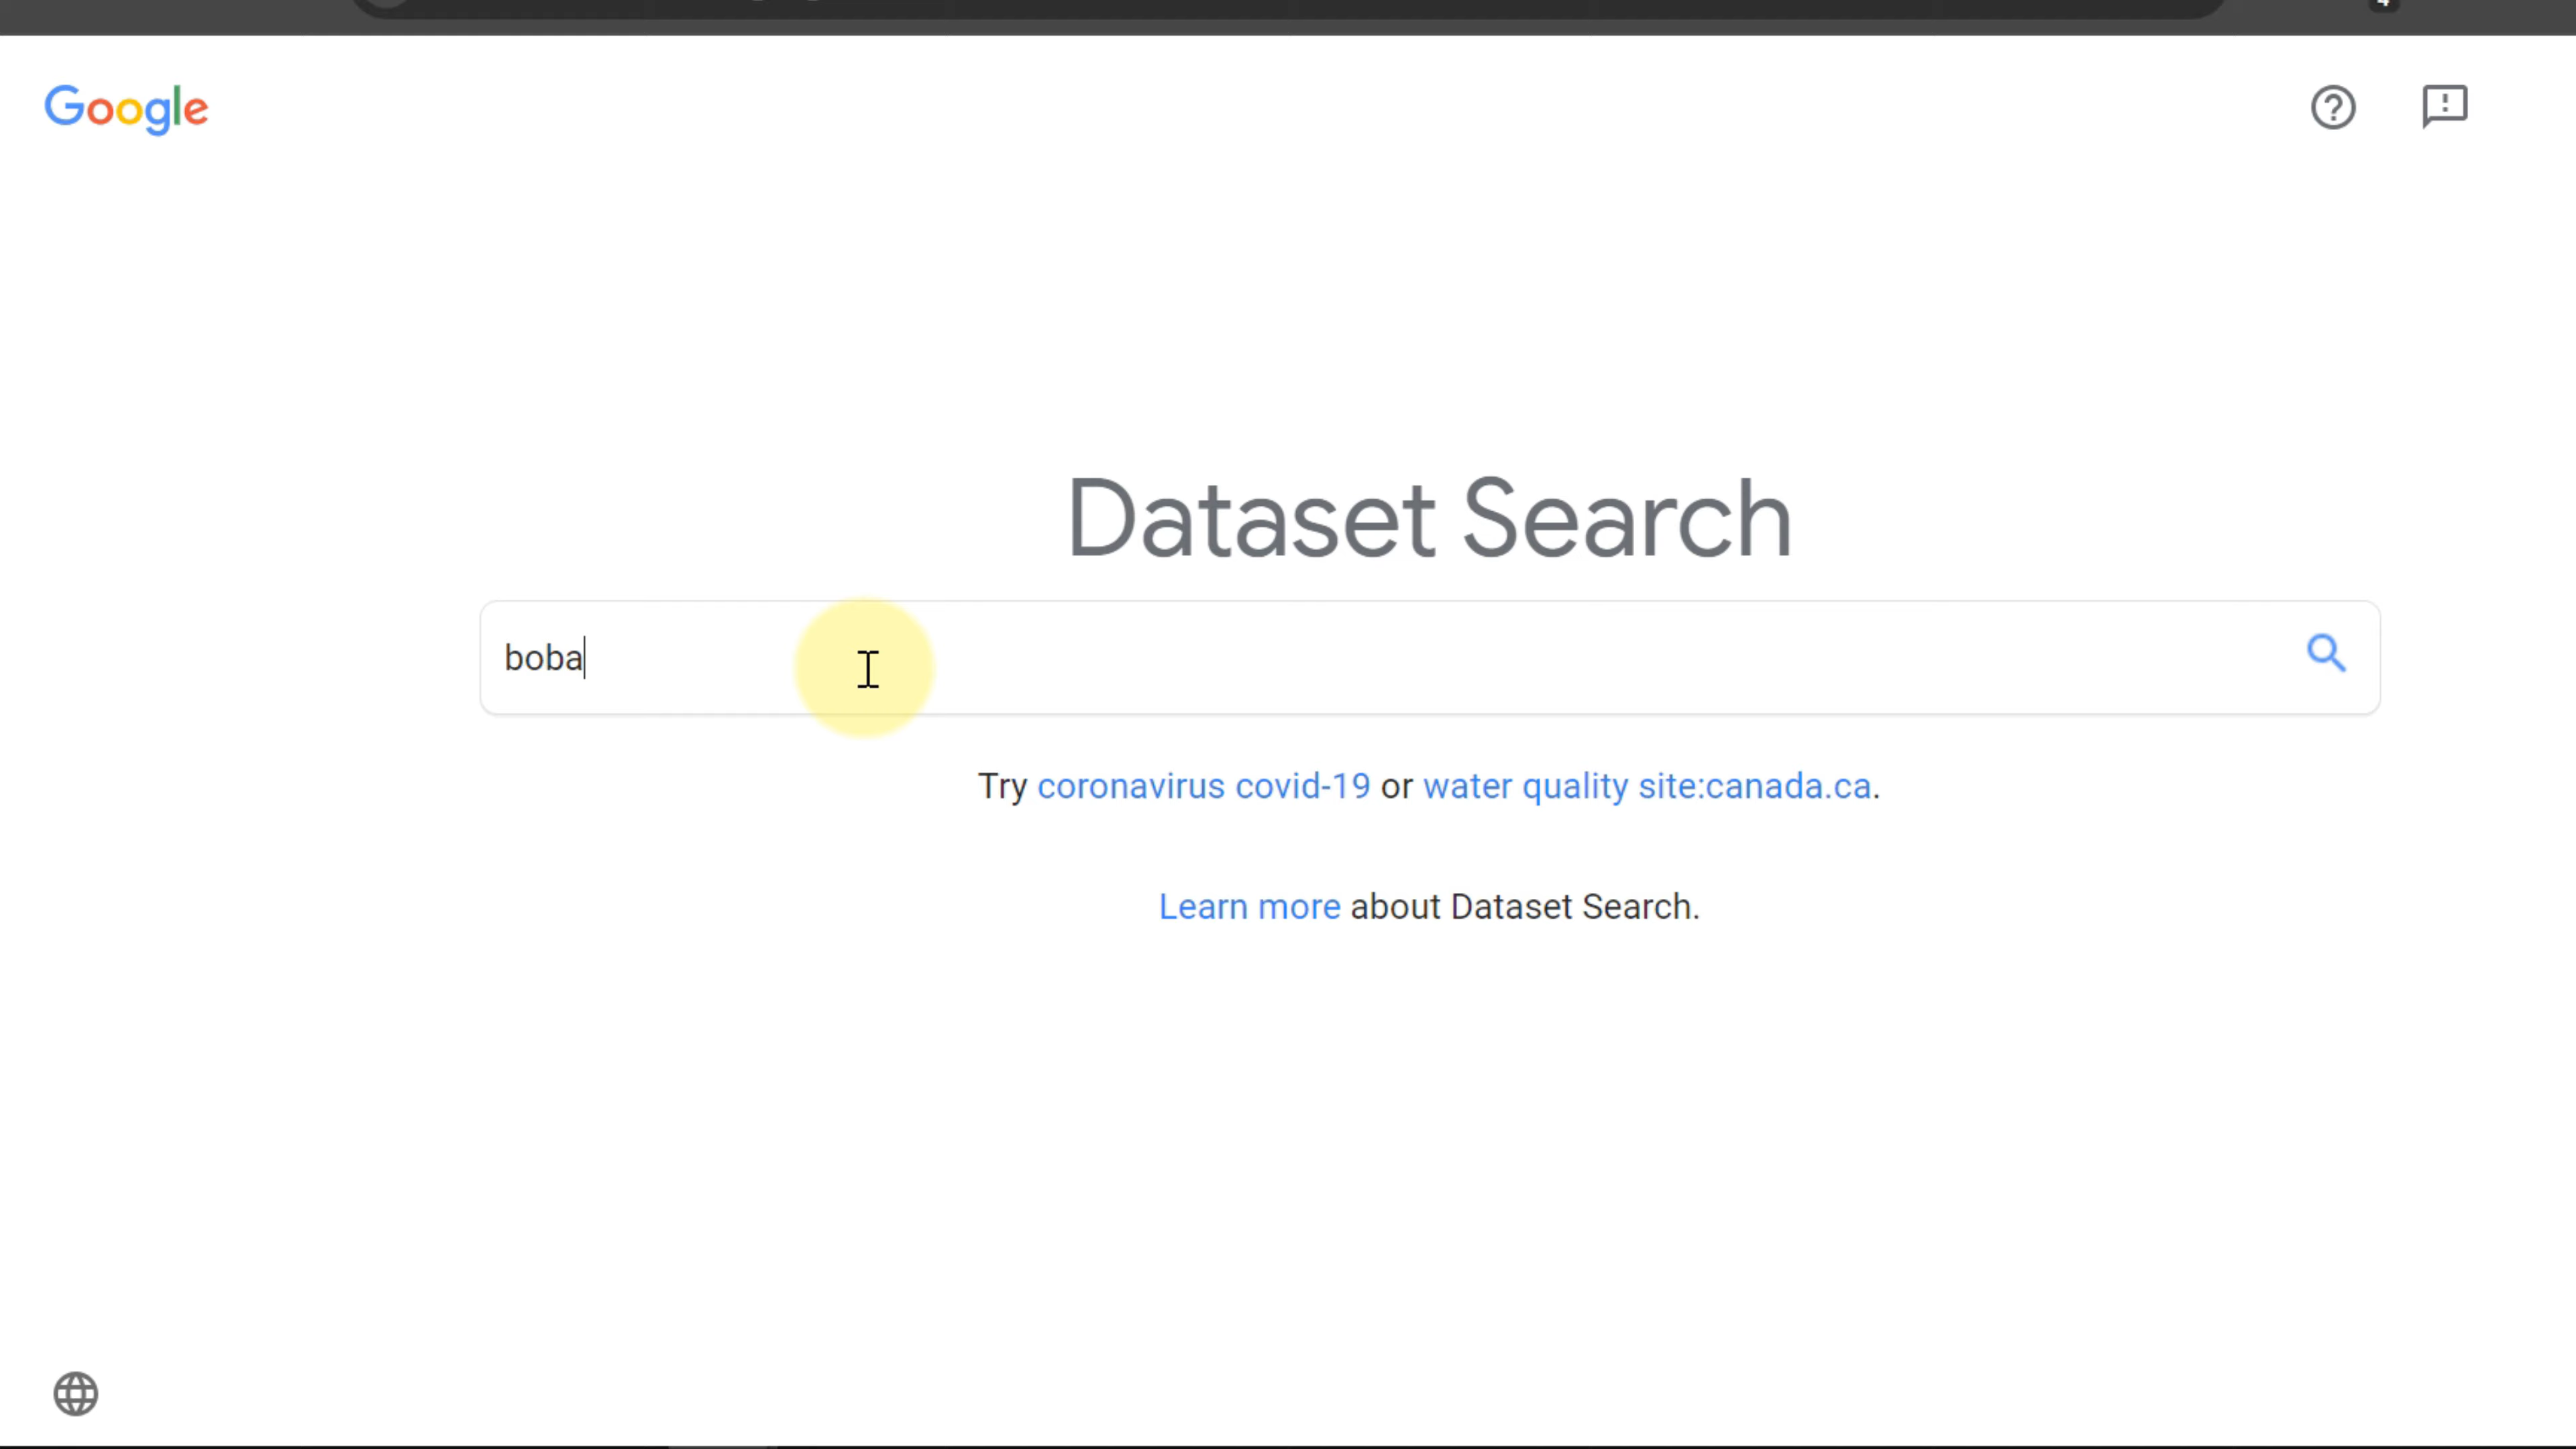 Google
Dataset Search
boba
Try coronavirus covid-19 or water quality site:canada.ca.
Learn more about Dataset Search.